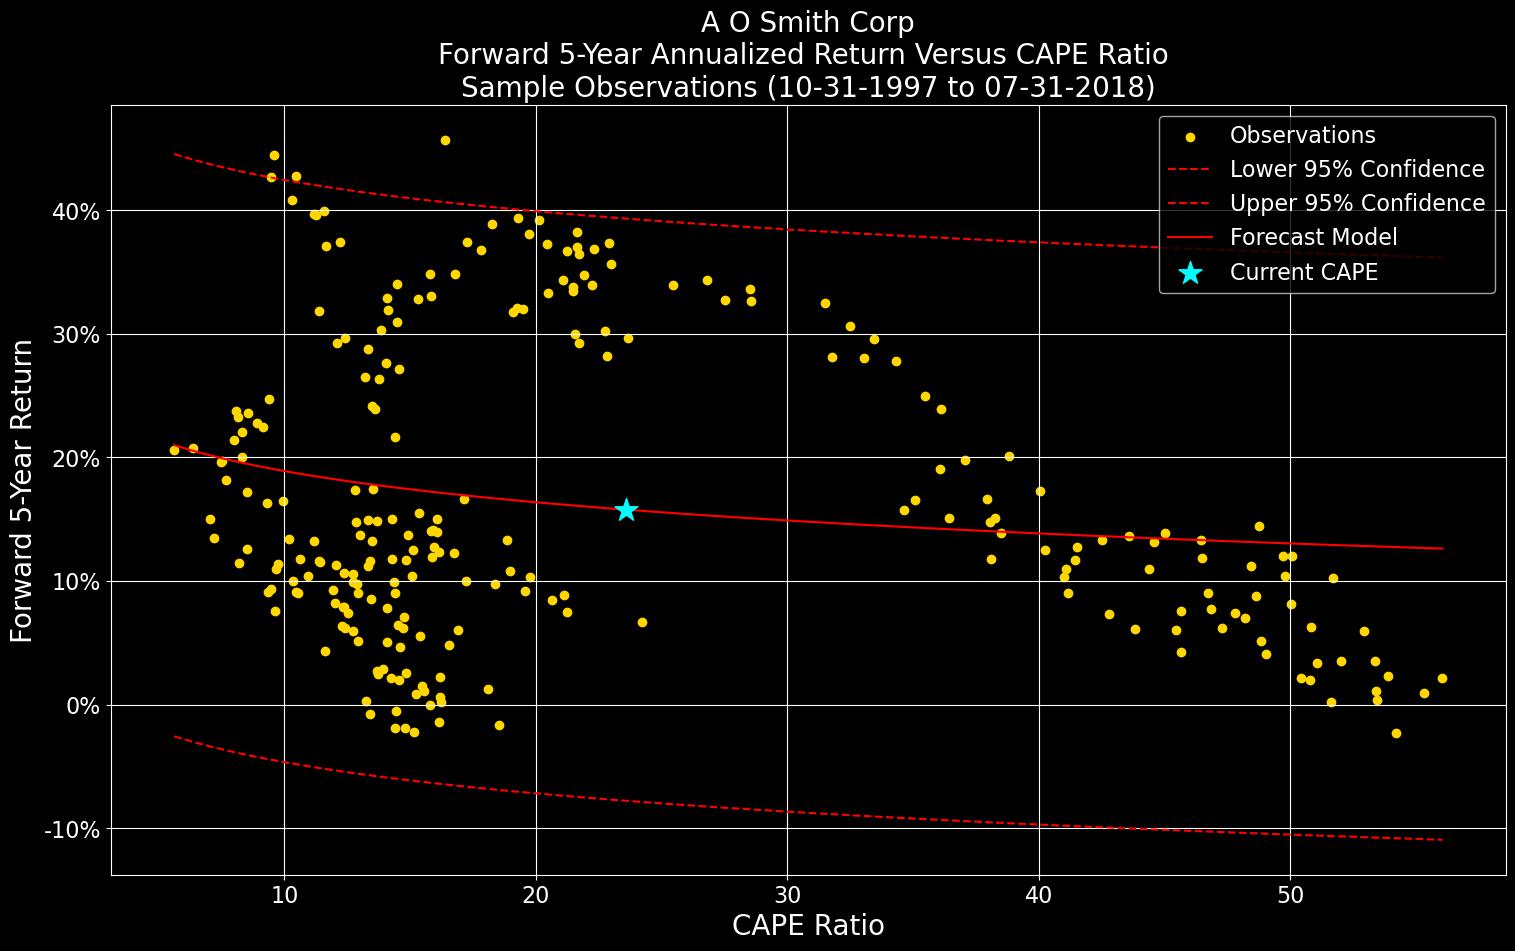 A O Smith Corp
Forward 5-Year Annualized Return Versus CAPE Ratio
Sample Observations (10-31-1997 to 07-31-2018)
Observations
Lower 95% Confidence
Upper 95% Confidence
Forecast Model
Current CAPE
Forward 5-Year Return
40%
30%
20%
10%
0%
-10%
10 20 30 40 50
CAPE Ratio